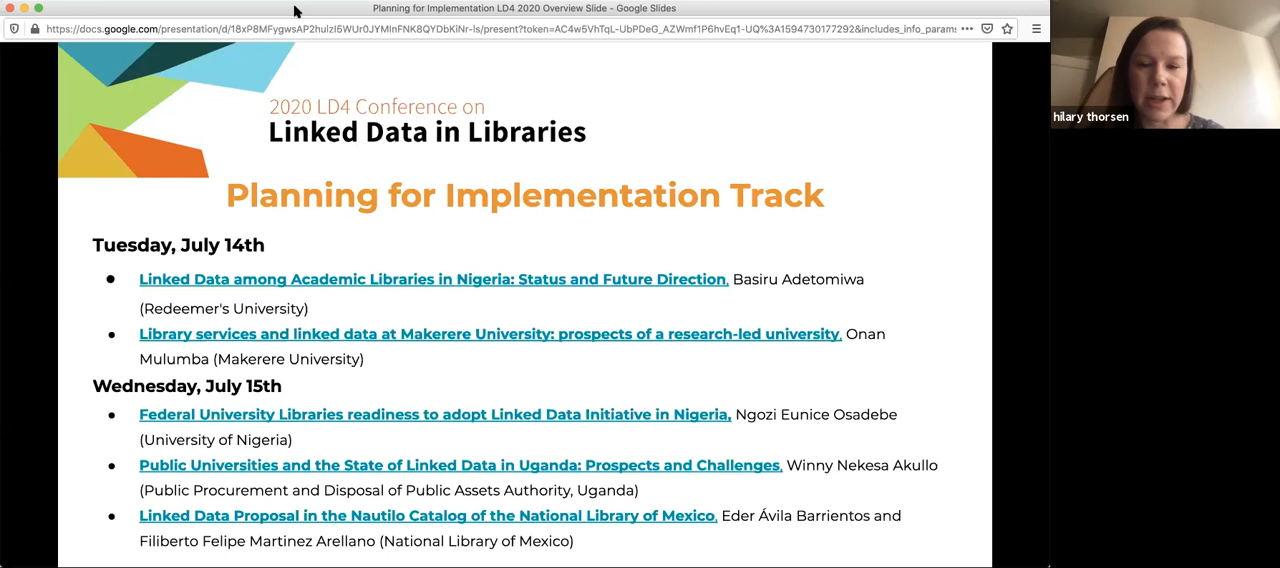 Planning for Implementation LD4 2020 Overview Slide - Google Slides
hilary thorsen
2020 LD4 Conference on
Linked Data in Libraries
Planning for Implementation Track
Tuesday, July 14th
● Linked Data among Academic Libraries in Nigeria: Status and Future Direction, Basiru Adetomiwa
(Redeemer's University)
● Library services and linked data at Makerere University: prospects of a research-led university, Onan
Mulumba (Makerere University)
Wednesday, July 15th
● Federal University Libraries readiness to adopt Linked Data Initiative in Nigeria, Ngozi Eunice Osadebe
(University of Nigeria)
● Public Universities and the State of Linked Data in Uganda: Prospects and Challenges, Winny Nekesa Akullo
(Public Procurement and Disposal of Public Assets Authority, Uganda)
● Linked Data Proposal in the Nautilo Catalog of the National Library of Mexico, Eder Ávila Barrientos and
Filiberto Felipe Martinez Arellano (National Library of Mexico)